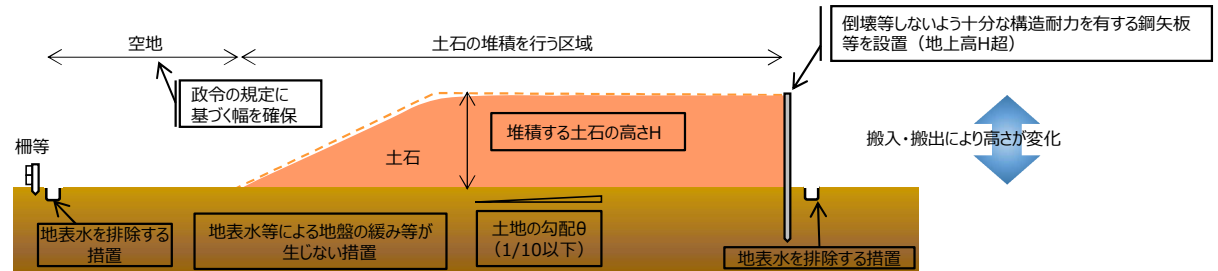 空地
土石の堆積を行う区域
倒壊等しないよう十分な構造耐力を有する鋼矢板
等を設置（地上高H超）
政令の規定に
基づく幅を確保
堆積する土石の高さH
搬入・搬出により高さが変化
柵等
土石
地表水を排除する
措置
地表水等による地盤の緩み等が
生じない措置
土地の勾配θ
（1/10以下）
地表水を排除する措置